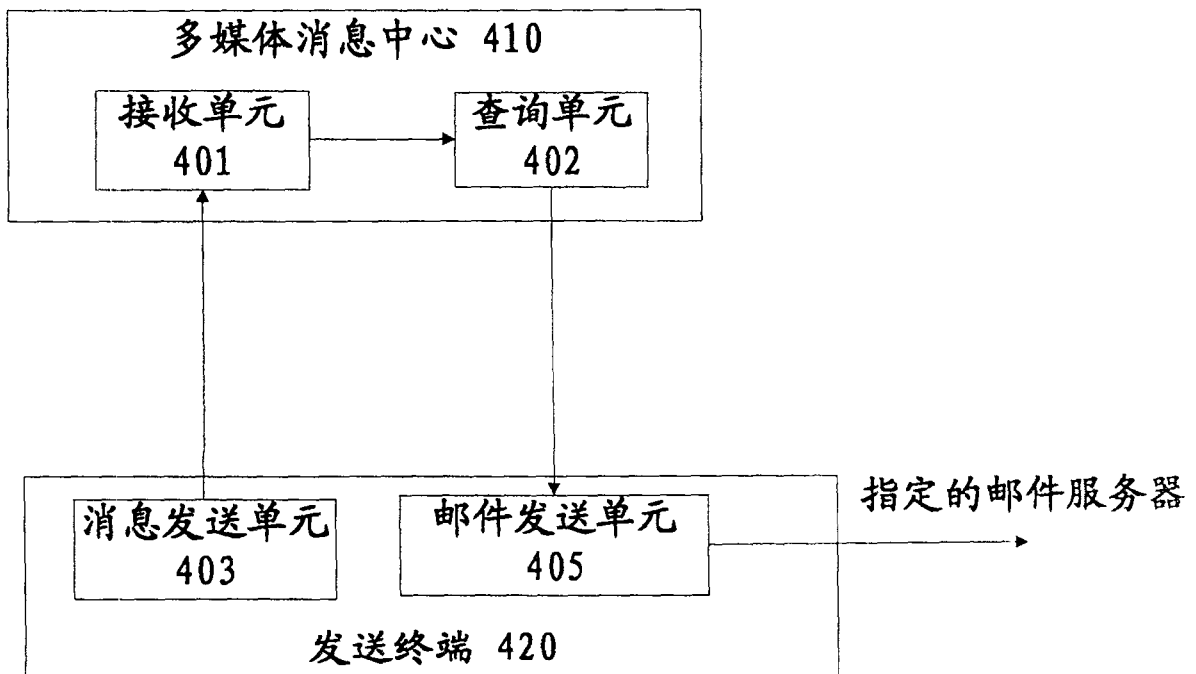 多媒体消息中心 410
接收单元
401
查询单元
402
消息发送单元
403
邮件发送单元
405
指定的邮件服务器
发送终端 420